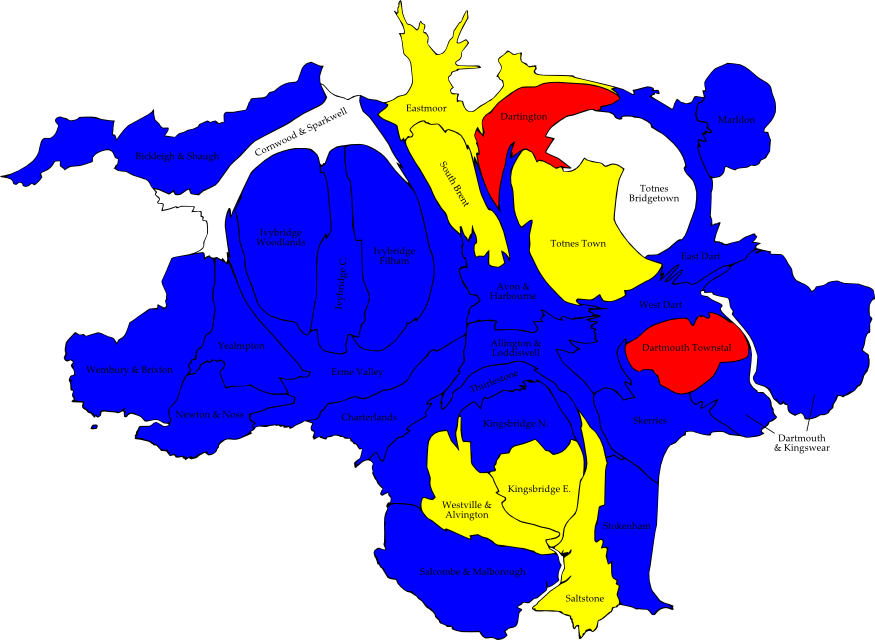 Eastmoor
Dartington
Marldon
Cornwood & Sparkwell
Bickleigh & Shaugh
South Brent
Totnes
Bridgetown
Ivybridge
Woodlands
Totnes Town
Ivybridge
Filham
East Dart
Ivybridge C.
Avon &
Harbourne
West Dart
Yealmpton
Allington &
Loddiswell
Dartmouth Townstal
Wembury & Brixton
Erme Valley
Thurlestone
Newton & Noss
Charterlands
Kingsbridge N.
Skerries
Dartmouth
& Kingswear
Kingsbridge E.
Westville &
Alvington
Stokenham
Salcombe & Malborough
Saltstone